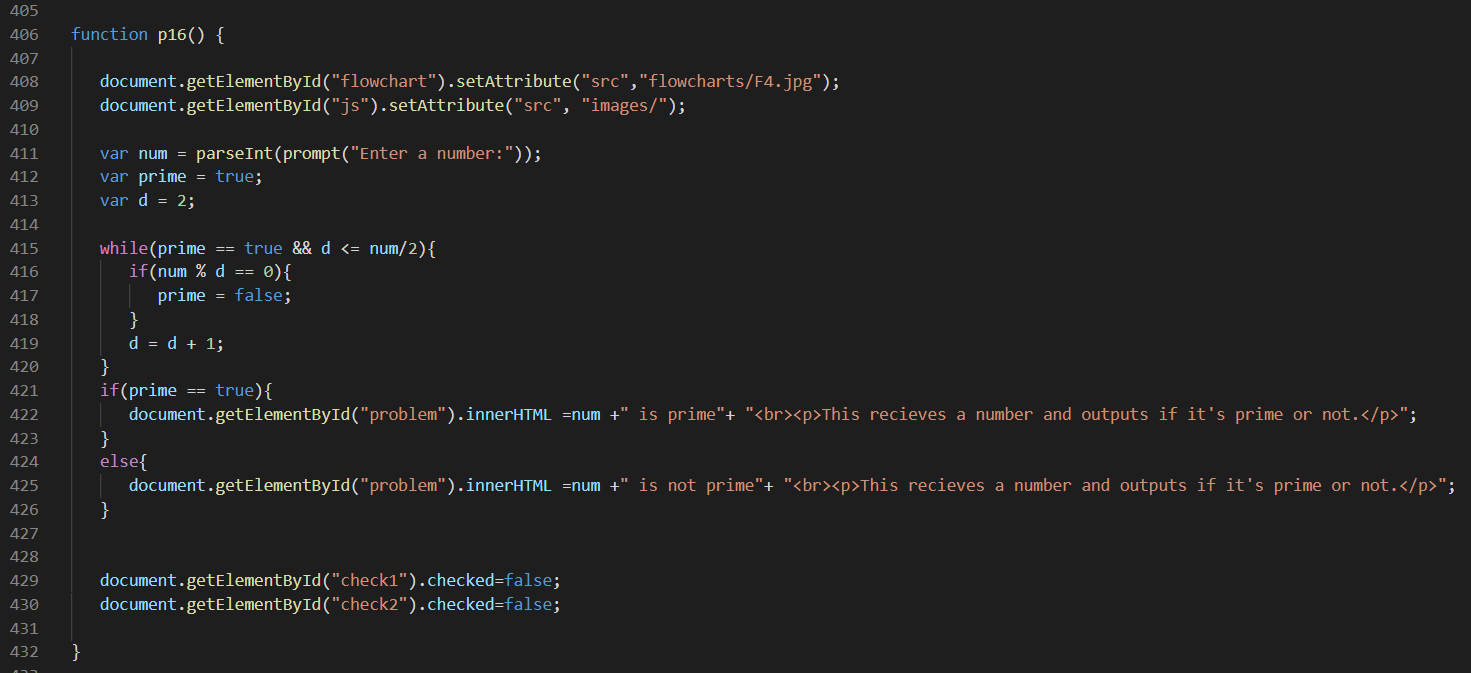 405
406 function p16() {
407
408 document.getElementById("flowchart").setAttribute("src","flowcharts/F4.jpg");
409 document.getElementById("js").setAttribute("src", "images/");
410
411 var num = parseInt(prompt("Enter a number:"));
412 var prime = true;
413 var d = 2;
414
415 while(prime == true && d <= num/2){
416 if(num % d == 0){
417 prime = false;
418 }
419 d = d + 1;
420 }
421 if(prime == true){
422 document.getElementById("problem").innerHTML =num +" is prime"+ "<br><p>This recieves a number and outputs if it's prime or not.</p>";
423 }
424 else{
425 document.getElementById("problem").innerHTML =num +" is not prime"+ "<br><p>This recieves a number and outputs if it's prime or not.</p>";
426 }
427
428
429 document.getElementById("check1").checked=false;
430 document.getElementById("check2").checked=false;
431
432 }